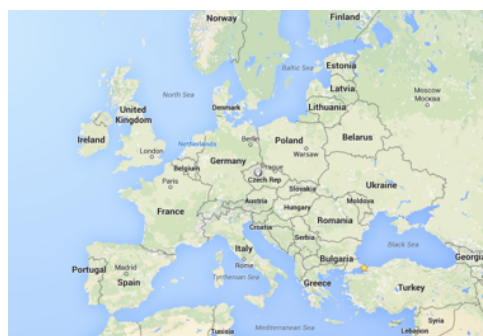 Norway
Finland
Baltic Sea
Estonia
Latvia
Lithuania
Moscow
Москва
North Sea
Denmark
United
Kingdom
Ireland
London
Netherlands
Berlin
Poland
Warsaw
Belarus
Germany
Belgium
Prague
Czech Rep
Paris
Ukraine
Slovakia
Austria
Hungary
Moldova
France
Croatia
Romania
Serbia
Italy
Rome
Bulgaria
Black Sea
Georgia
Portugal
Madrid
Spain
Tyrrhenian Sea
Greece
Turkey
Tunisia
Mediterranean Sea
Syria
Lebanon